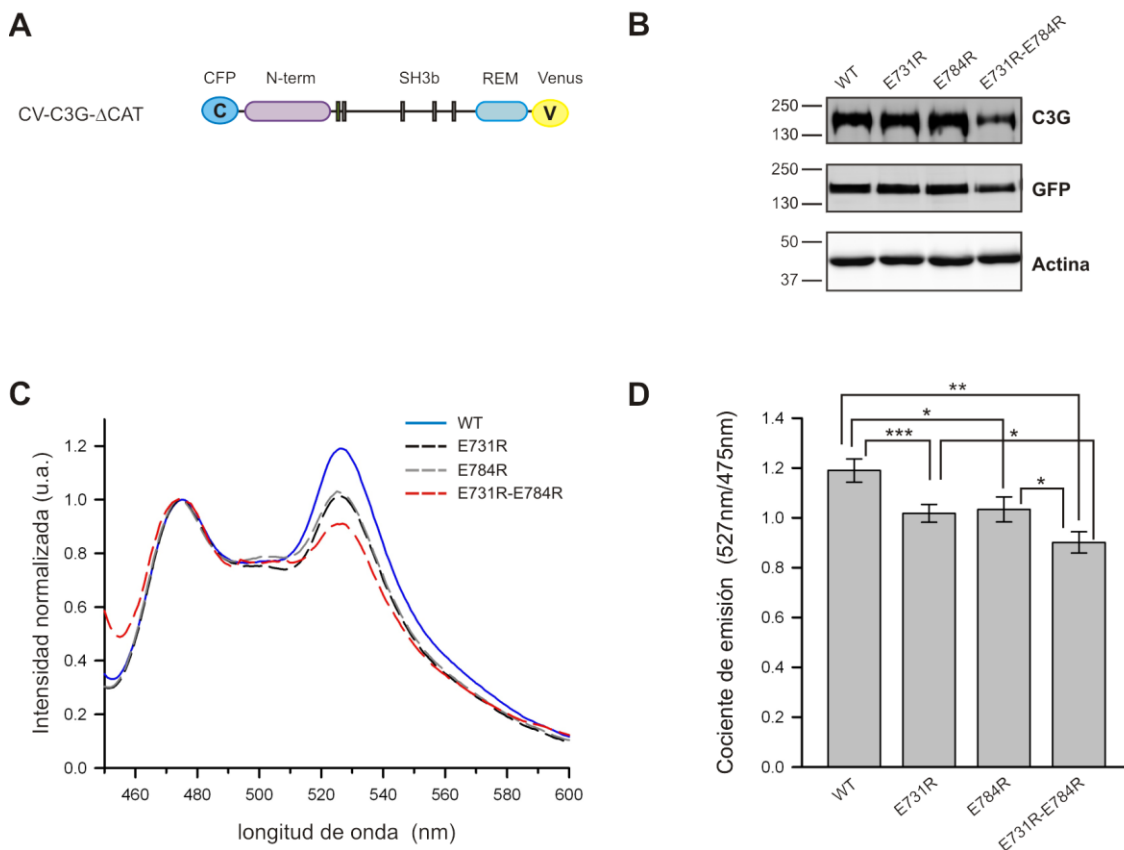 A
CFP N-term SH3b REM Venus
CV-C3G-ΔCAT C V
B
WT E731R E784R E731R-E784R
250
130
C3G
250
130
GFP
50
37
Actina
C
WT
E731R
E784R
E731R-E784R
Intensidad normalizada (u.a.)
1.2
1.0
0.8
0.6
0.4
0.2
0.0
460 480 500 520 540 560 580 600
longitud de onda (nm)
D
Cociente de emisión (527nm/475nm)
1.4
1.2
1.0
0.8
0.6
0.4
0.2
0.0
**
*
*** *
*
WT E731R E784R E731R-E784R